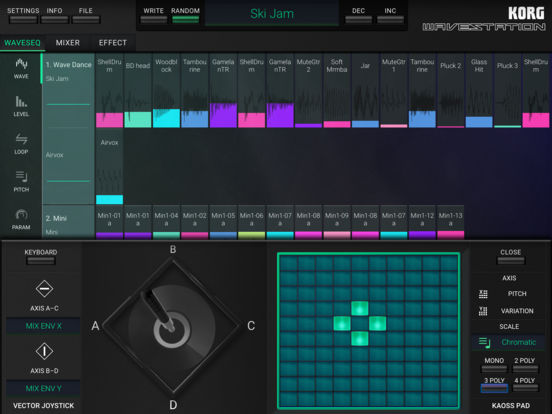 SETTINGS INFO FILE WRITE RANDOM Ski Jam DEC INC KORG
WAVESTATION
WAVESEQ MIXER EFFECT
WAVE
LEVEL
LOOP
PITCH
PARAM
1. Wave Dance
Ski Jam
ShellDrum
BD head
Woodblock
Tambourine
GamelanTR
ShellDrum
GamelanTR
MuteGtr2
Soft Mrmba
Jar
MuteGtr1
Tambourine
Pluck 2
Glass Hit
Pluck 3
ShellDrum
Airvox
Airvox
2. Mini
Mini
Min1-01a
Min1-01a
Min1-04a
Min1-02a
Min1-05a
Min1-06a
Min1-07a
Min1-08a
Min1-09a
Min1-08a
Min1-07a
Min1-12a
Min1-13a
KEYBOARD
AXIS A-C
MIX ENV X
AXIS B-D
MIX ENV Y
VECTOR JOYSTICK
B
A
C
D
CLOSE
AXIS
PITCH
VARIATION
SCALE
Chromatic
MONO 2 POLY
3 POLY 4 POLY
KAOSS PAD